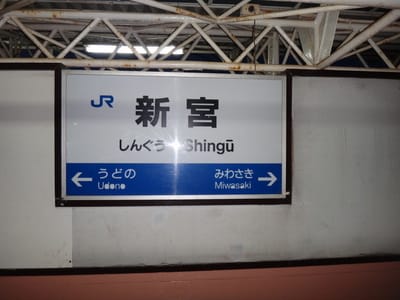 JR 新宮
しんぐう Shingū
← うどの みわさき →
Udono Miwasaki